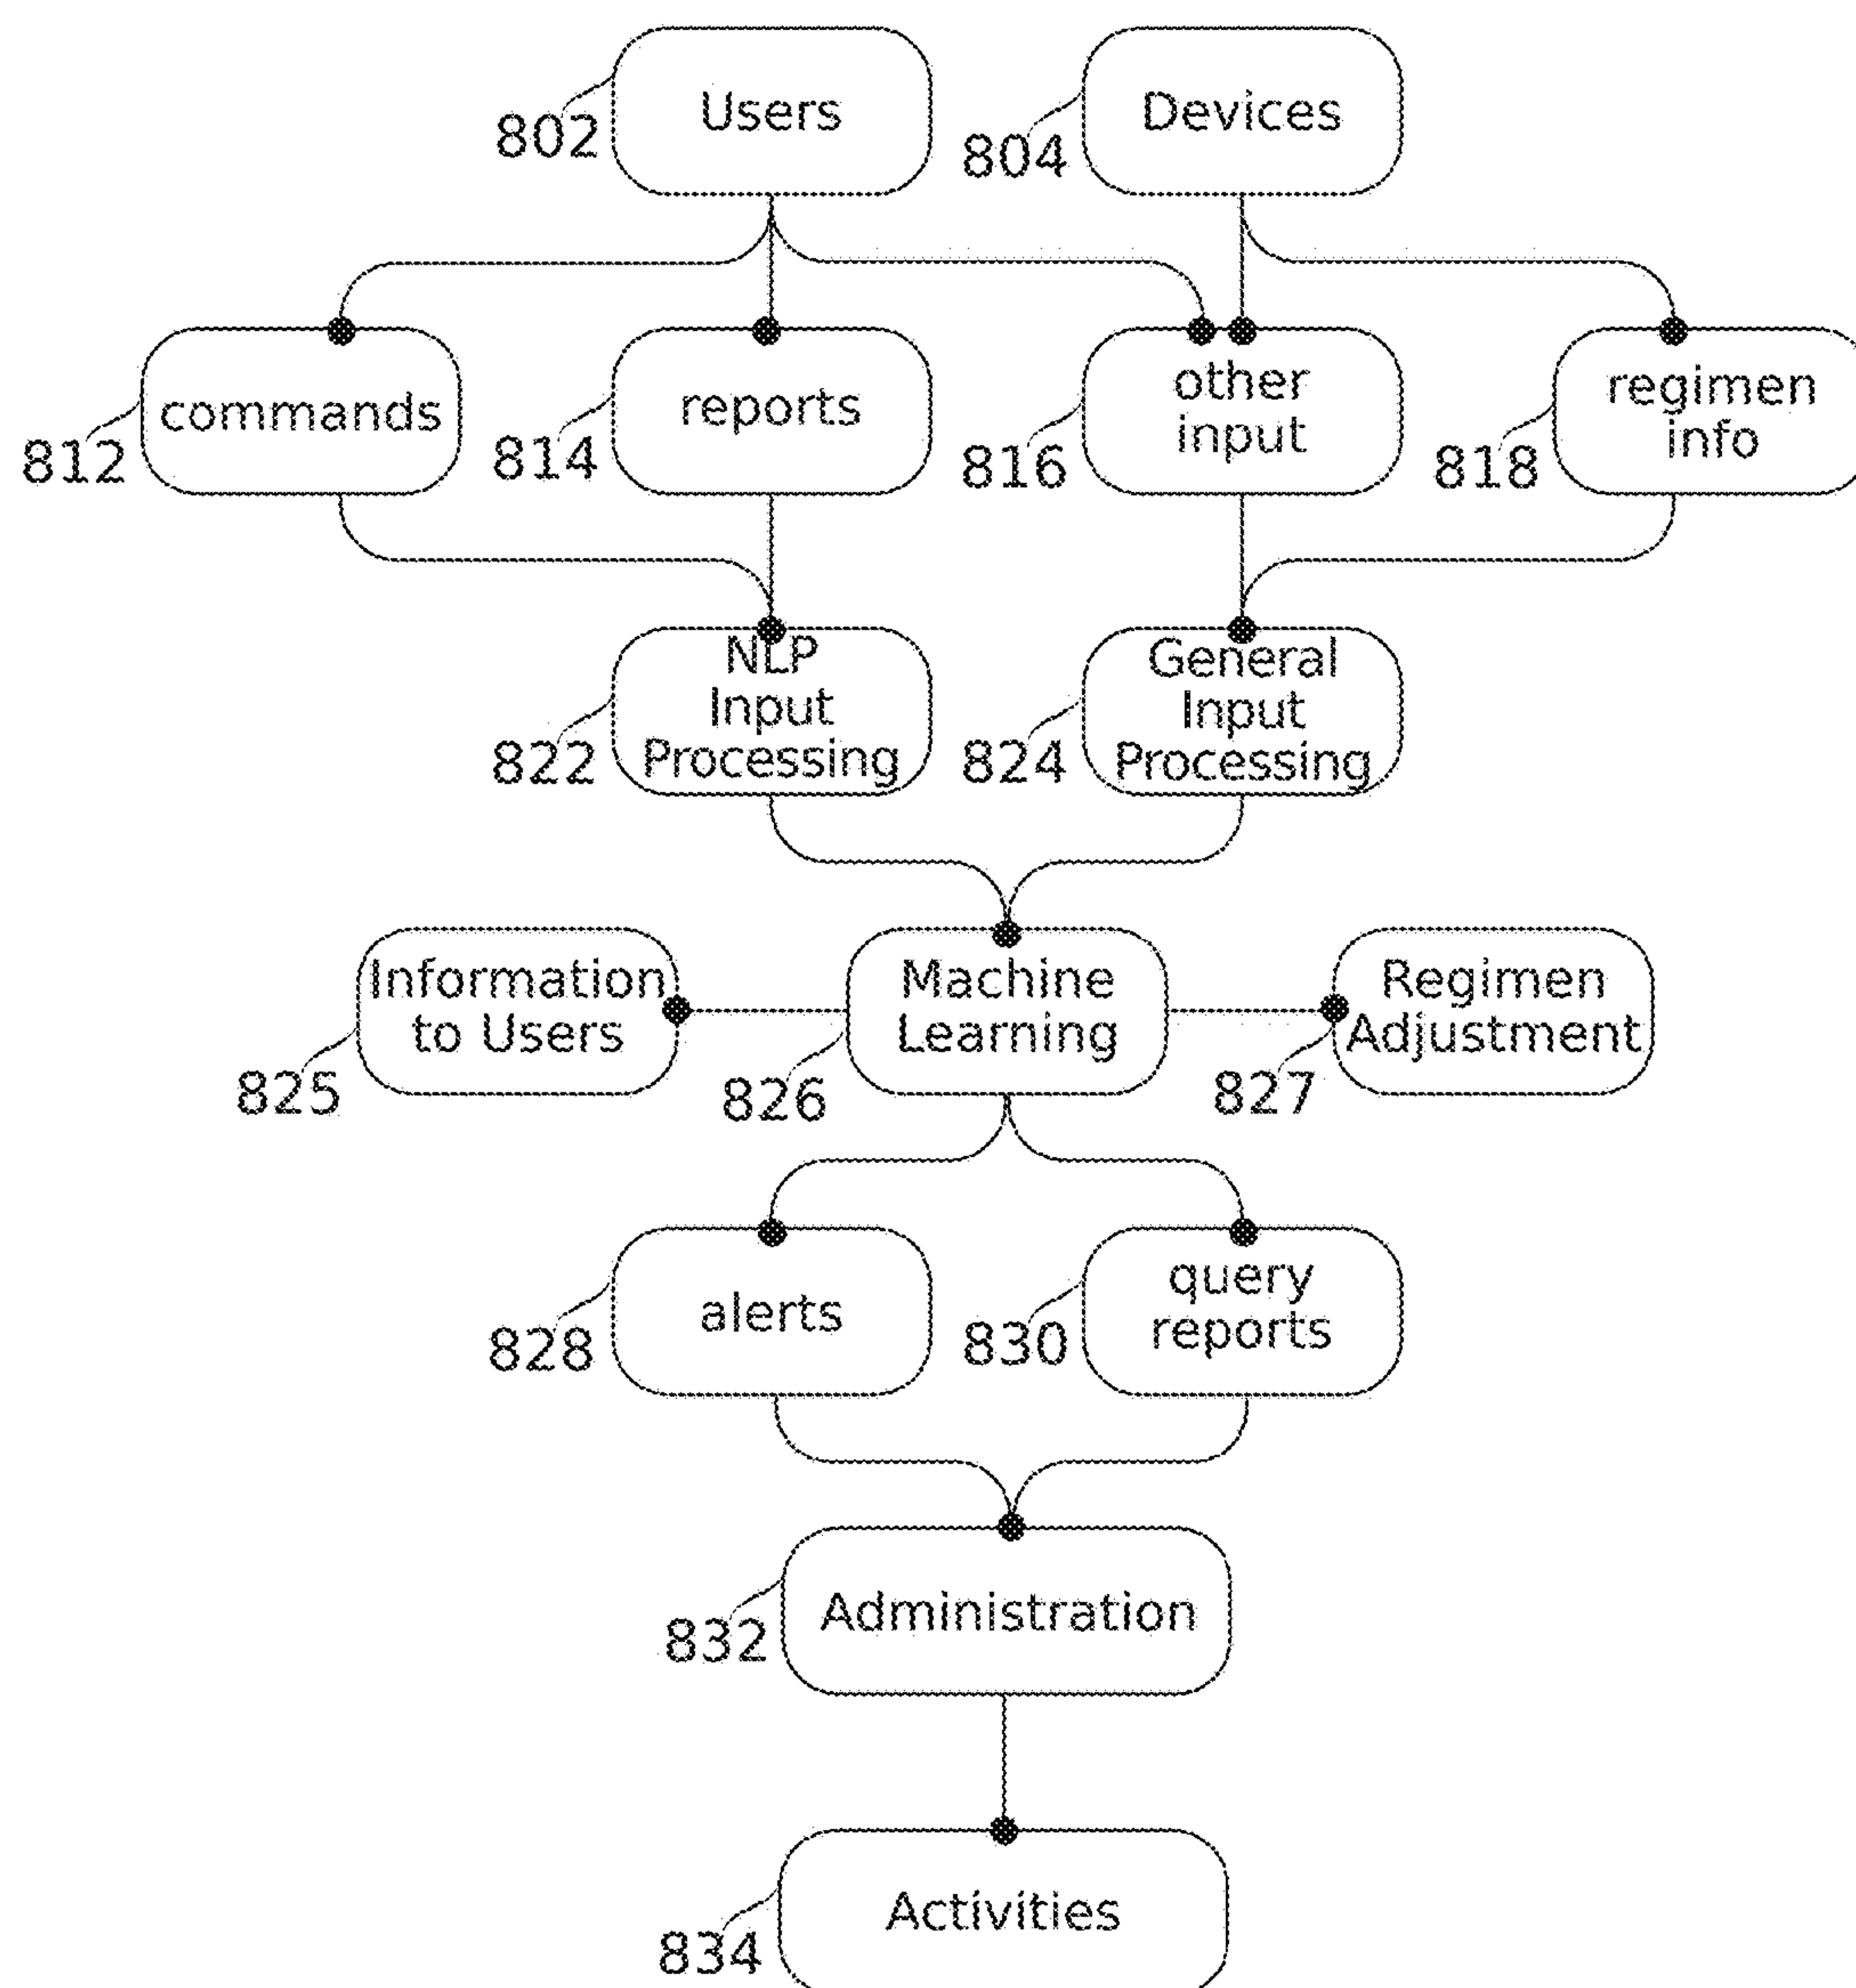 Users
Devices
802
804
commands
reports
other
input
regimen
info
812
814
816
818
NLP
Input
Processing
General
Input
Processing
822
824
Information
to Users
Machine
Learning
Regimen
Adjustment
825
826
827
alerts
query
reports
828
830
Administration
832
Activities
834